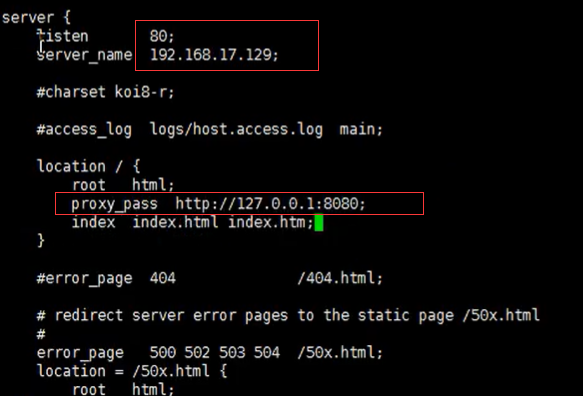 server {
listen 80;
server_name 192.168.17.129;
#charset koi8-r;
#access_log logs/host.access.log main;
location / {
root html;
proxy_pass http://127.0.0.1:8080;
index index.html index.htm;
}
#error_page 404 /404.html;
# redirect server error pages to the static page /50x.html
#
error_page 500 502 503 504 /50x.html;
location = /50x.html {
root html;